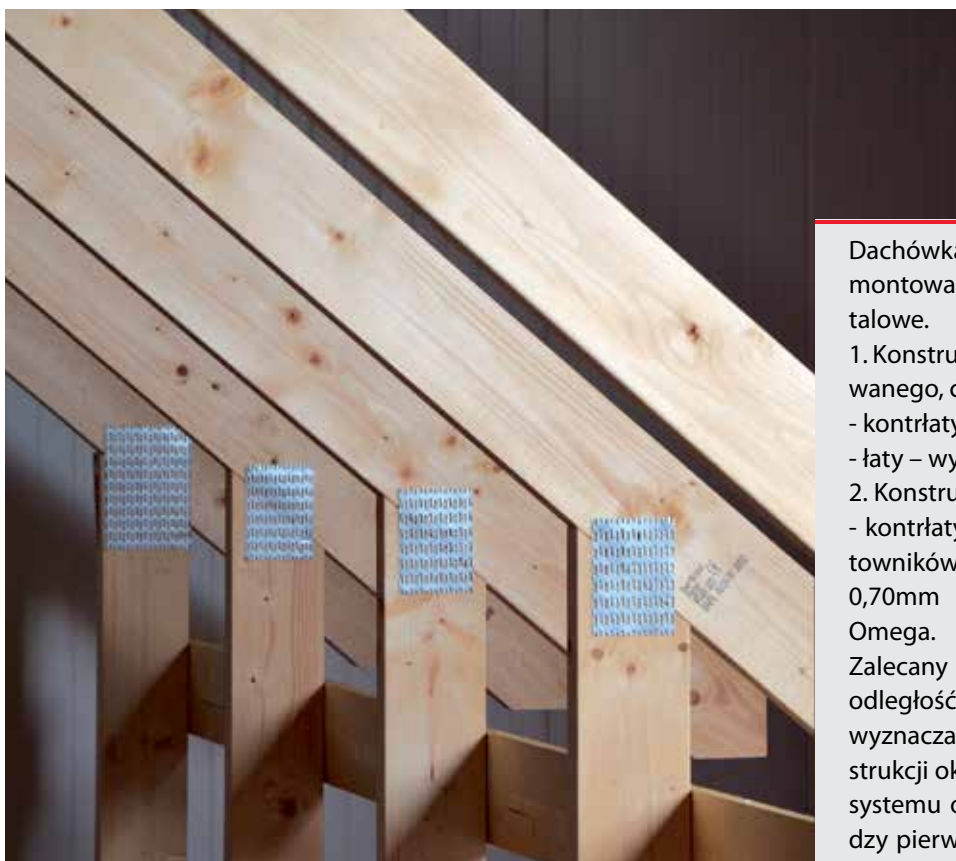 Dachówka
montowa
talowe.
1. Konstru
wanego, d
- kontrłaty
- łaty – wy
2. Konstru
- kontrłaty
towników
0,70mm
Omega.
Zalecany
odległość
wyznacza
strukcji ok
systemu d
dzy pierw